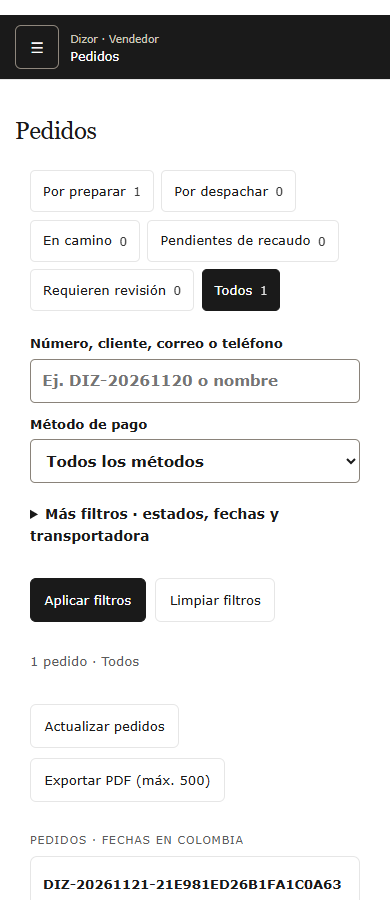 ☰
Dizor · Vendedor
Pedidos
Pedidos
Por preparar 1
Por despachar 0
En camino 0
Pendientes de recaudo 0
Requieren revisión 0
Todos 1
Número, cliente, correo o teléfono
Ej. DIZ-20261120 o nombre
Método de pago
Todos los métodos
▶ Más filtros · estados, fechas y
transportadora
Aplicar filtros
Limpiar filtros
1 pedido · Todos
Actualizar pedidos
Exportar PDF (máx. 500)
PEDIDOS · FECHAS EN COLOMBIA
DIZ-20261121-21E981ED26B1FA1C0A63